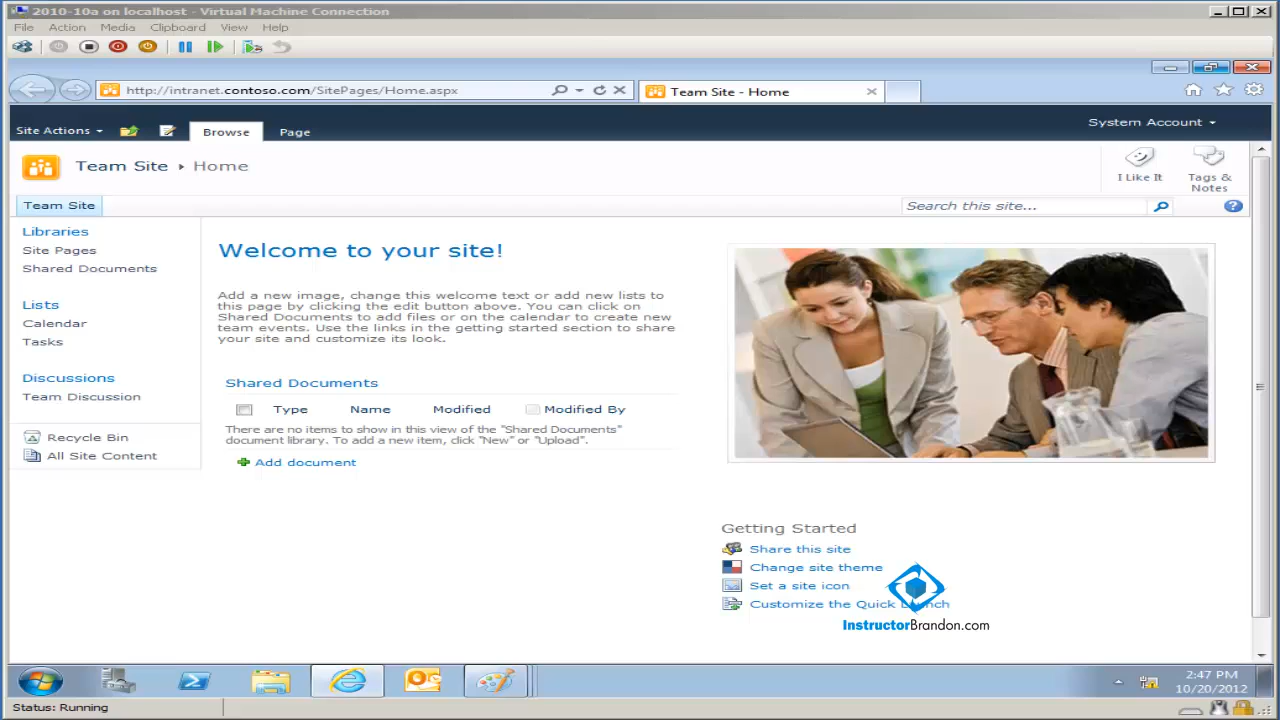 2010-10a on localhost - Virtual Machine Connection
File Action Media Clipboard View Help
http://intranet.contoso.com/SitePages/Home.aspx
Team Site - Home
Site Actions
Browse
Page
System Account
Team Site
Home
I Like It
Tags &
Notes
Team Site
Search this site...
Libraries
Site Pages
Shared Documents
Lists
Calendar
Tasks
Discussions
Team Discussion
Recycle Bin
All Site Content
Welcome to your site!
Add a new image, change this welcome text or add new lists to
this page by clicking the edit button above. You can click on
Shared Documents to add files or on the calendar to create new
team events. Use the links in the getting started section to share
your site and customize its look.
Shared Documents
Type Name Modified Modified By
There are no items to show in this view of the "Shared Documents"
document library. To add a new item, click "New" or "Upload".
Add document
Getting Started
Share this site
Change site theme
Set a site icon
Customize the Quick
InstructorBrandon.com
2:47 PM
10/20/2012
Status: Running